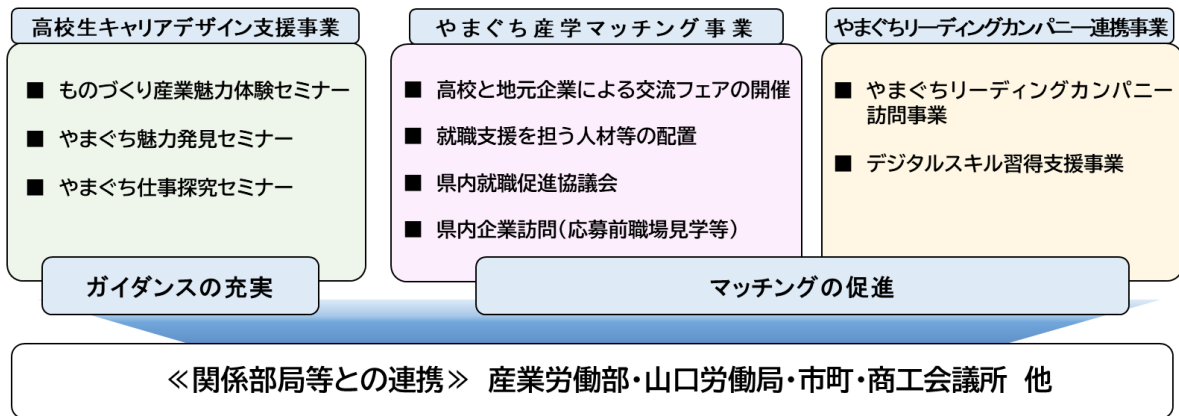 高校生キャリアデザイン支援事業
■ ものづくり産業魅力体験セミナー
■ やまぐち魅力発見セミナー
■ やまぐち仕事探究セミナー
ガイダンスの充実
やまぐち産学マッチング事業
■ 高校と地元企業による交流フェアの開催
■ 就職支援を担う人材等の配置
■ 県内就職促進協議会
■ 県内企業訪問(応募前職場見学等)
やまぐちリーディングカンパニー連携事業
■ やまぐちリーディングカンパニー
訪問事業
■ デジタルスキル習得支援事業
マッチングの促進
≪関係部局等との連携≫ 産業労働部・山口労働局・市町・商工会議所 他